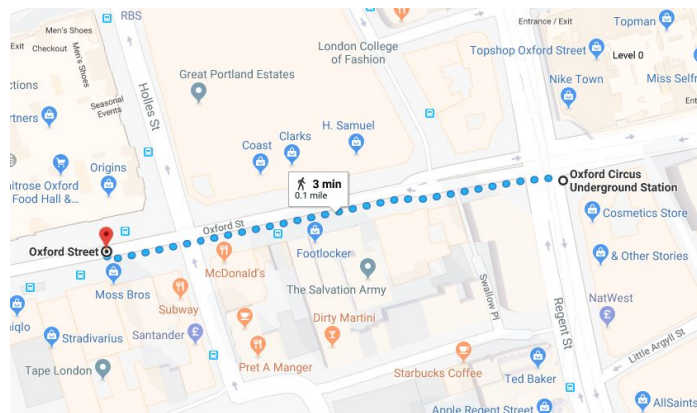 RBS
Men's Shoes
Exit
Checkout
Men's
Shoes
Entrance / Exit
Topman
London College
of Fashion
Topshop Oxford Street
Level 0
Great Portland Estates
Nike Town
Miss Selfr
ctions
Seasonal
Events
Holles St
Ent
rtners
H. Samuel
Clarks
Coast
Origins
itrose Oxford
Food Hall &...
3 min
0.1 mile
Oxford Circus
Underground Station
Oxford St
Cosmetics Store
Oxford Street
Footlocker
& Other Stories
McDonald's
Moss Bros
The Salvation Army
Swallow Pl
Regent St
NatWest
Subway
Dirty Martini
niqlo
Stradivarius
Santander
Little Argyll St
Tape London
Pret A Manger
Starbucks Coffee
Ted Baker
Apple Regent Street
AllSaints